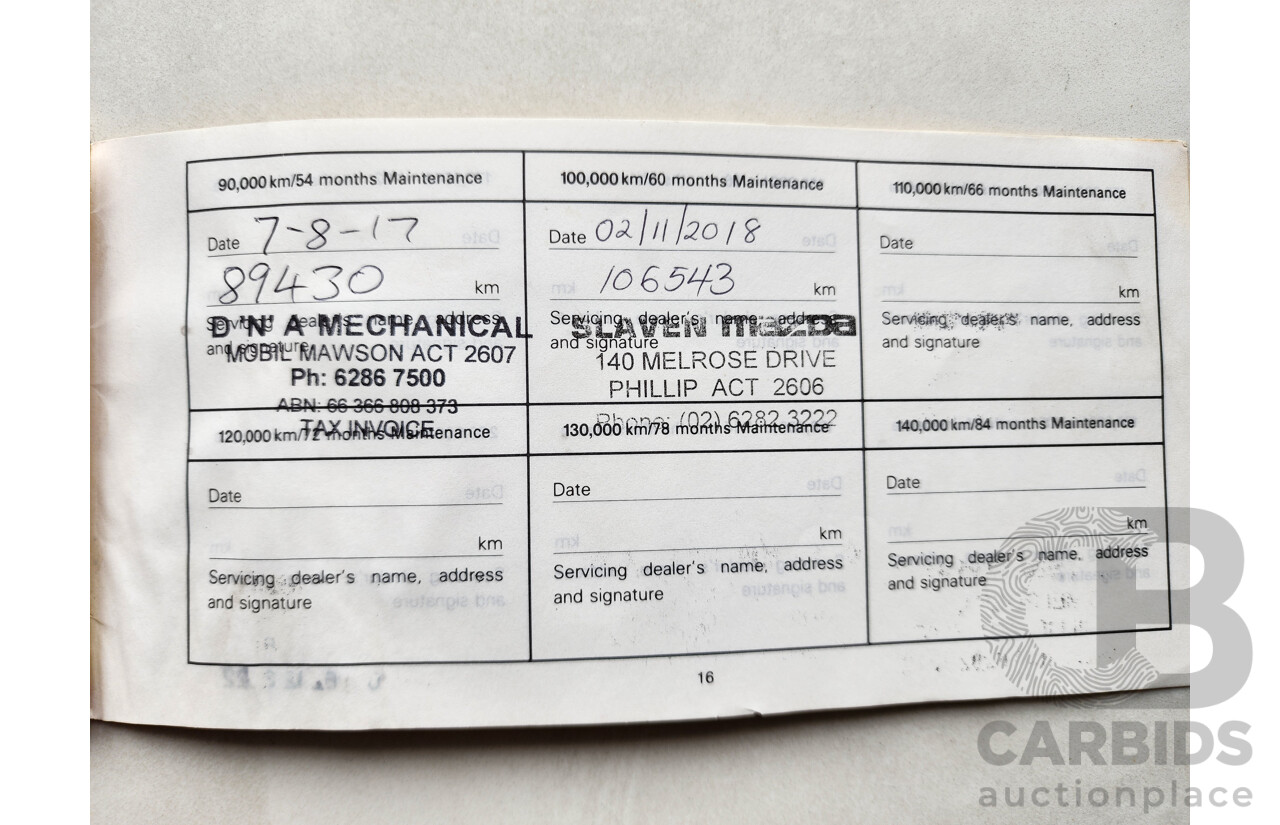 90,000 km/54 months Maintenance
Date 7-8-17
89430 km
Servicing dealer's name, address
and signature
D 'N' A MECHANICAL
MOBIL MAWSON ACT 2607
Ph: 6286 7500
ABN: 66 366 808 373
TAX INVOICE
100,000 km/60 months Maintenance
Date 02/11/2018
106543 km
Servicing dealer's name, address
and signature
SLAVEN mazda
140 MELROSE DRIVE
PHILLIP ACT 2606
Phone: (02) 6282 3222
110,000 km/66 months Maintenance
Date
km
Servicing dealer's name, address
and signature
120,000 km/72 months Maintenance
Date
km
Servicing dealer's name, address
and signature
130,000 km/78 months Maintenance
Date
km
Servicing dealer's name, address
and signature
140,000 km/84 months Maintenance
Date
km
Servicing dealer's name, address
and signature
16
CB
CARBIDS
auctionplace